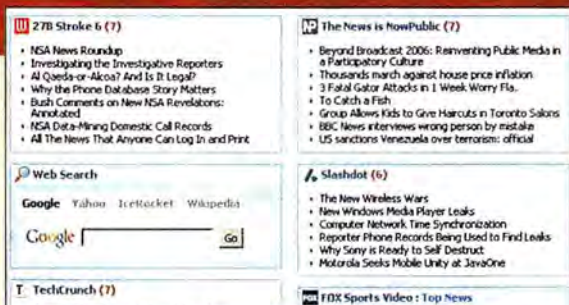 27B Stroke 6 (7)
NSA News Roundup
Investigating the Investigative Reporters
Al Qaeda-or-Akoa? And Is It Legal?
Why the Phone Database Story Matters
Bush Comments on New NSA Revelations:
Annotated
NSA Data-Mining Domestic Call Records
All The News That Anyone Can Log In and Print
Web Search
Google Yahoo IceRocket Wikipedia
Google Go
T TechCrunch (7)
NP The News is NowPublic (7)
Beyond Broadcast 2006: Reinventing Public Media in
a Participatory Culture
Thousands march against house price inflation
3 Fatal Gator Attacks in 1 Week Worry Fla.
To Catch a Fish
Group Allows Kids to Give Haircuts in Toronto Salons
BBC News interviews wrong person by mistake
US sanctions Venezuela over terrorism: official
Slashdot (6)
The New Wireless Wars
New Windows Media Player Leaks
Computer Network Time Synchronization
Reporter Phone Records Being Used to Find Leaks
Why Sony is Ready to Self Destruct
Motorola Seeks Mobile Unity at JavaOne
FOX FOX Sports Video : Top News